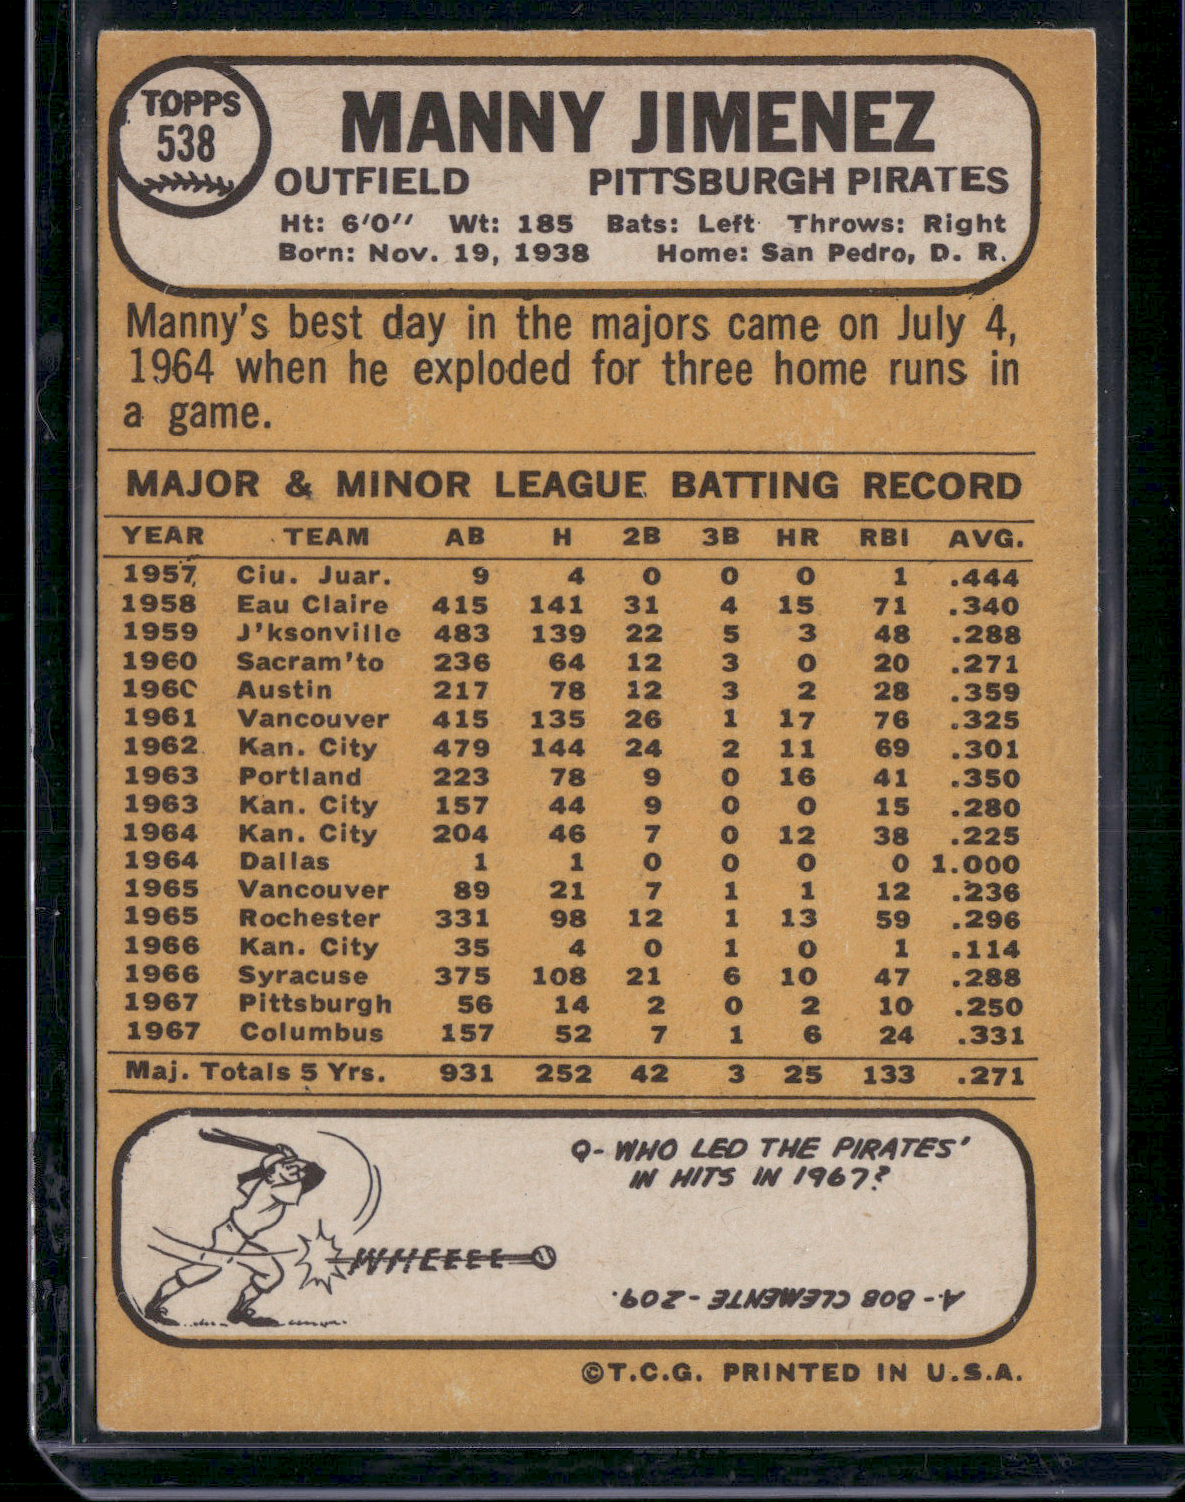 TOPPS
538
MANNY JIMENEZ
OUTFIELD PITTSBURGH PIRATES
Ht: 6'0" Wt: 185 Bats: Left Throws: Right
Born: Nov. 19, 1938 Home: San Pedro, D. R.
Manny's best day in the majors came on July 4,
1964 when he exploded for three home runs in
a game.
MAJOR & MINOR LEAGUE BATTING RECORD
YEAR TEAM AB H 2B 3B HR RBI AVG.
1957 Ciu. Juar. 9 4 0 0 0 1 .444
1958 Eau Claire 415 141 31 4 15 71 .340
1959 J'ksonville 483 139 22 5 3 48 .288
1960 Sacram'to 236 64 12 3 0 20 .271
1960 Austin 217 78 12 3 2 28 .359
1961 Vancouver 415 135 26 1 17 76 .325
1962 Kan. City 479 144 24 2 11 69 .301
1963 Portland 223 78 9 0 16 41 .350
1963 Kan. City 157 44 9 0 0 15 .280
1964 Kan. City 204 46 7 0 12 38 .225
1964 Dallas 1 1 0 0 0 0 1.000
1965 Vancouver 89 21 7 1 1 12 .236
1965 Rochester 331 98 12 1 13 59 .296
1966 Kan. City 35 4 0 1 0 1 .114
1966 Syracuse 375 108 21 6 10 47 .288
1967 Pittsburgh 56 14 2 0 2 10 .250
1967 Columbus 157 52 7 1 6 24 .331
Maj. Totals 5 Yrs. 931 252 42 3 25 133 .271
Q- WHO LED THE PIRATES'
IN HITS IN 1967?
WHEEEE
A.- BOB CLEMENTE - 209.
©T.C.G. PRINTED IN U.S.A.